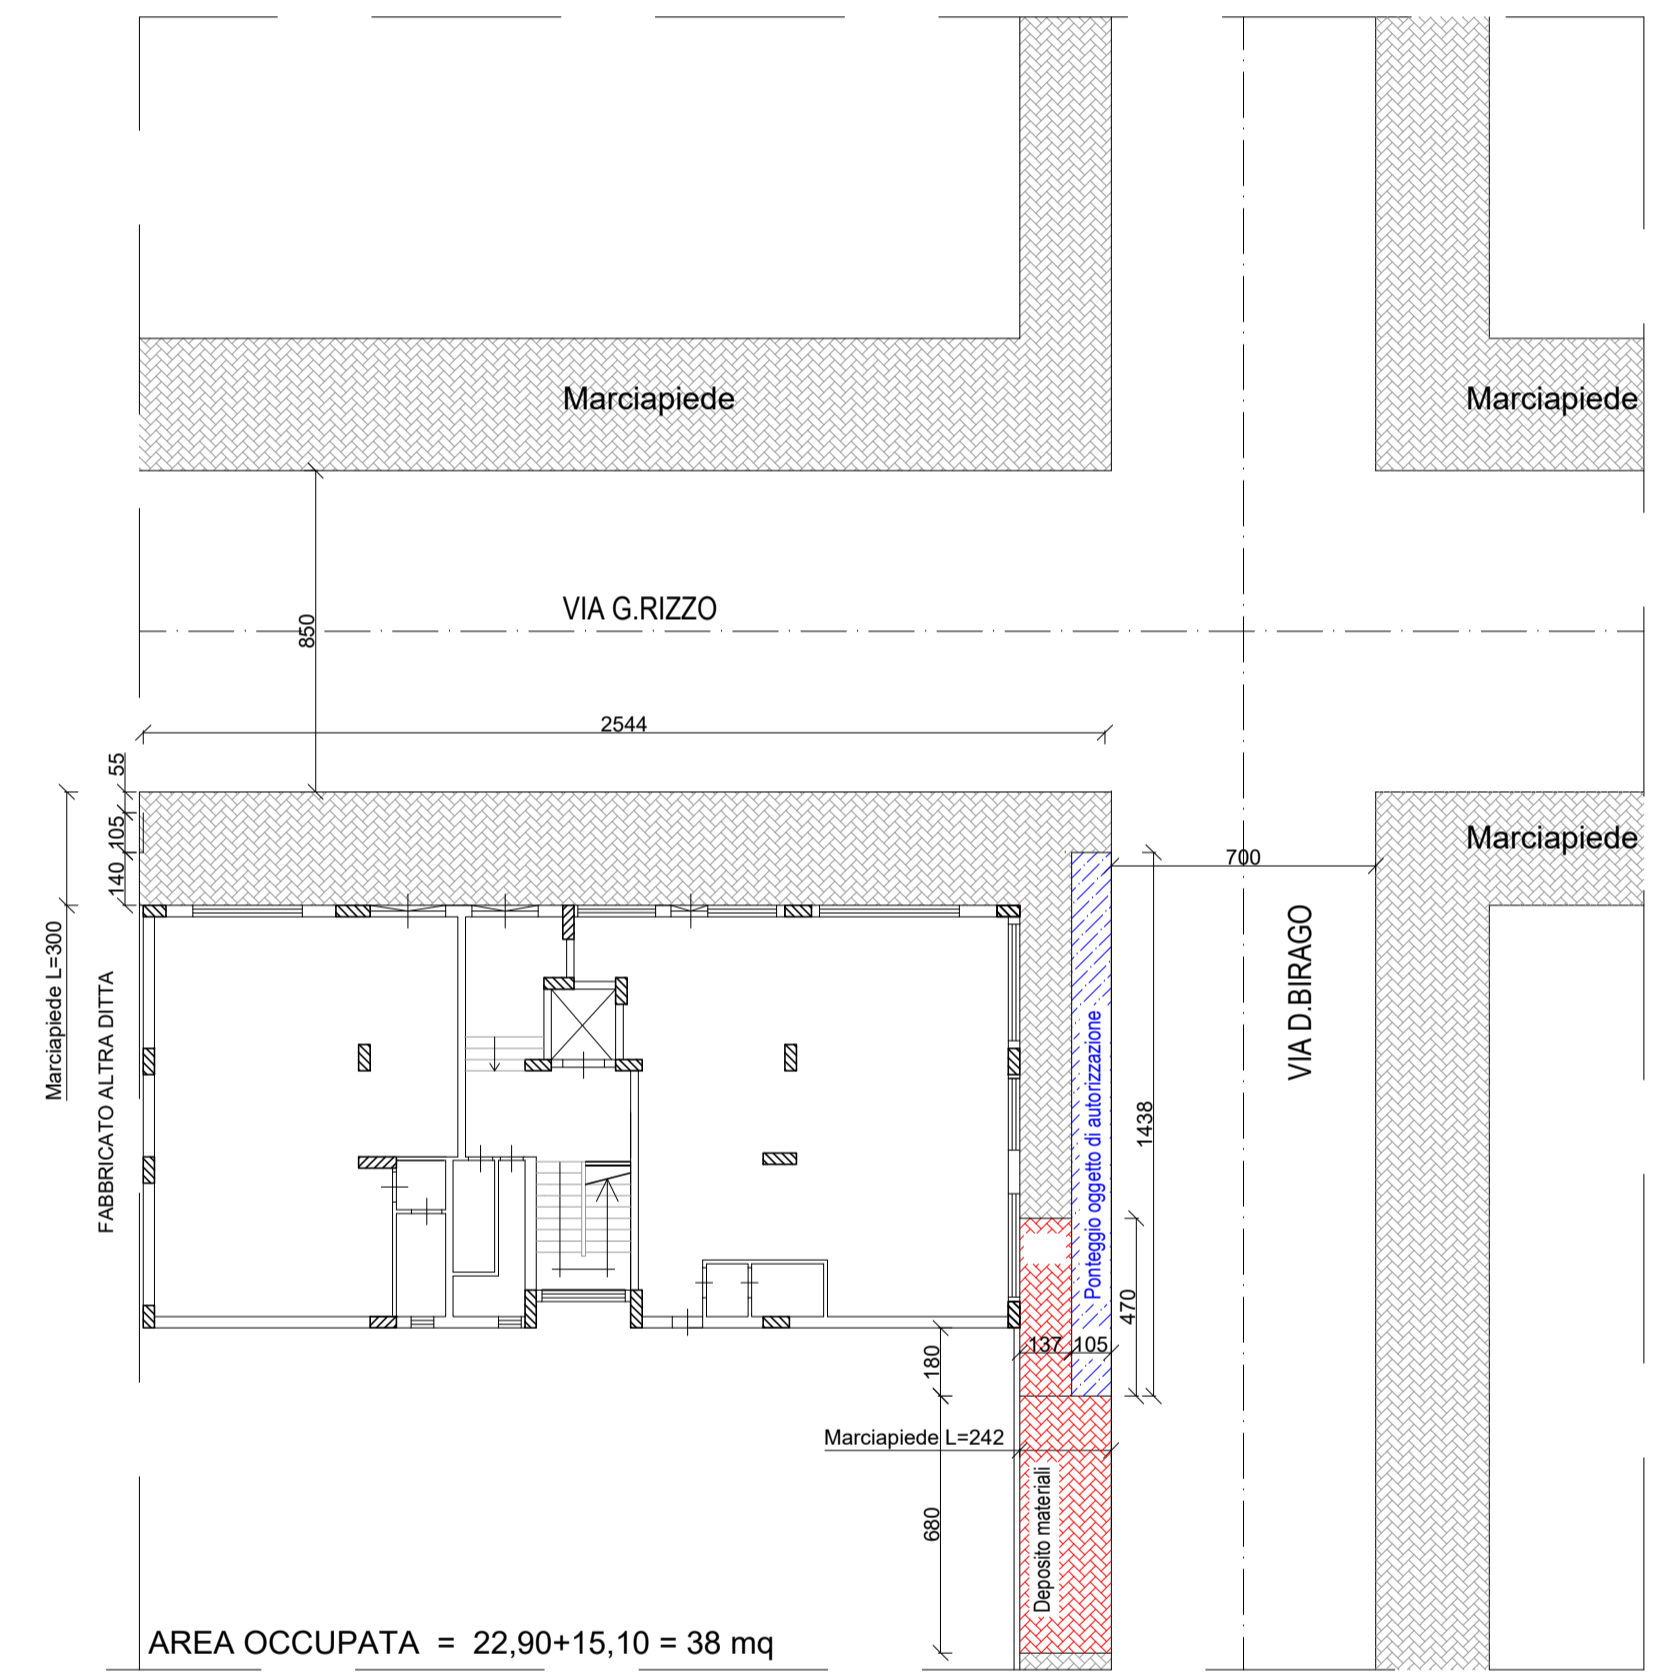 Marciapiede
Marciapiede
VIA G.RIZZO
850
2544
55
105
140
Marciapiede L=300
FABBRICATO ALTRA DITTA
Marciapiede
700
VIA D.BIRAGO
Ponteggio oggetto di autorizzazione
1438
470
137
105
180
Marciapiede L=242
680
Deposito materiali
AREA OCCUPATA = 22,90+15,10 = 38 mq